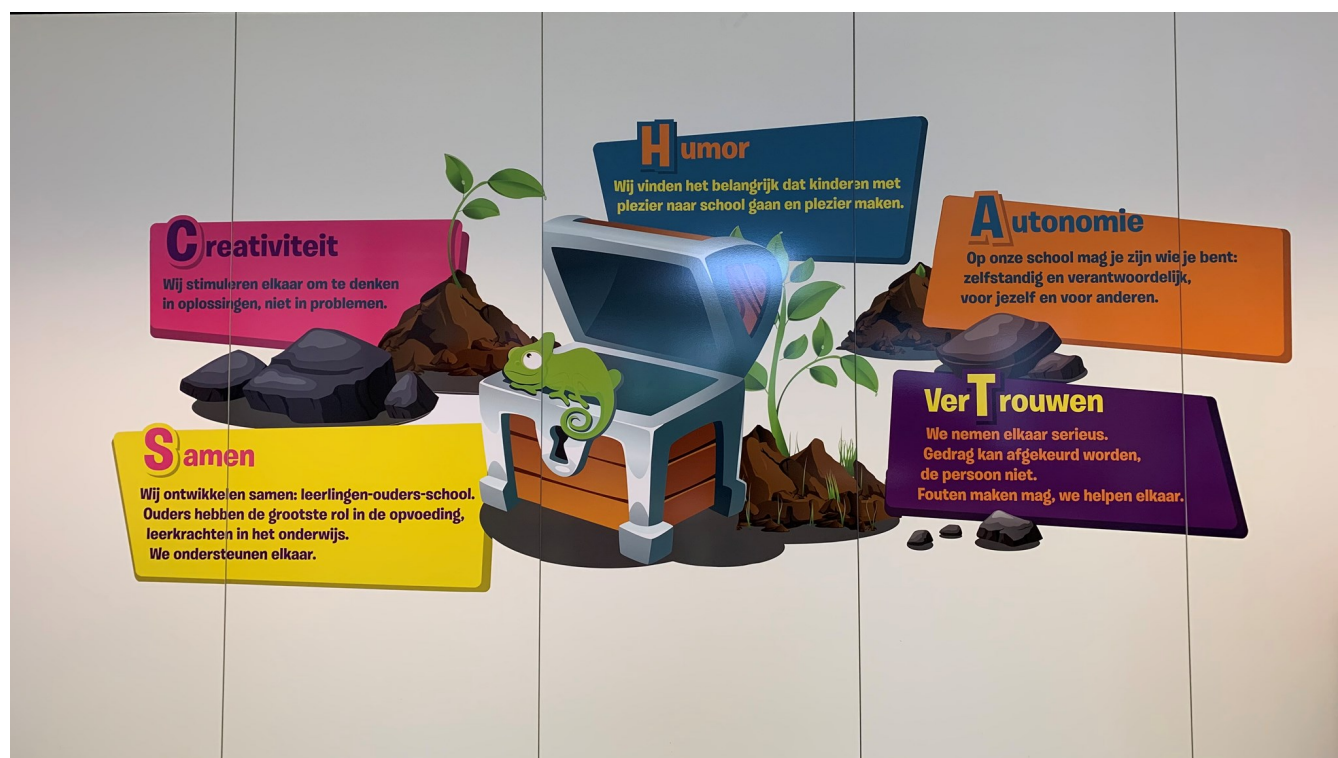 Samen
Wij ontwikkelen samen: leerlingen-ouders-school.
Ouders hebben de grootste rol in de opvoeding,
leerkrachten in het onderwijs.
We ondersteunen elkaar.
Creativiteit
Wij stimuleren elkaar om te denken
in oplossingen, niet in problemen.
Humor
Wij vinden het belangrijk dat kinderen met
plezier naar school gaan en plezier maken.
Autonomie
Op onze school mag je zijn wie je bent:
zelfstandig en verantwoordelijk,
voor jezelf en voor anderen.
VerTrouwen
We nemen elkaar serieus.
Gedrag kan afgekeurd worden,
de persoon niet.
Fouten maken mag, we helpen elkaar.